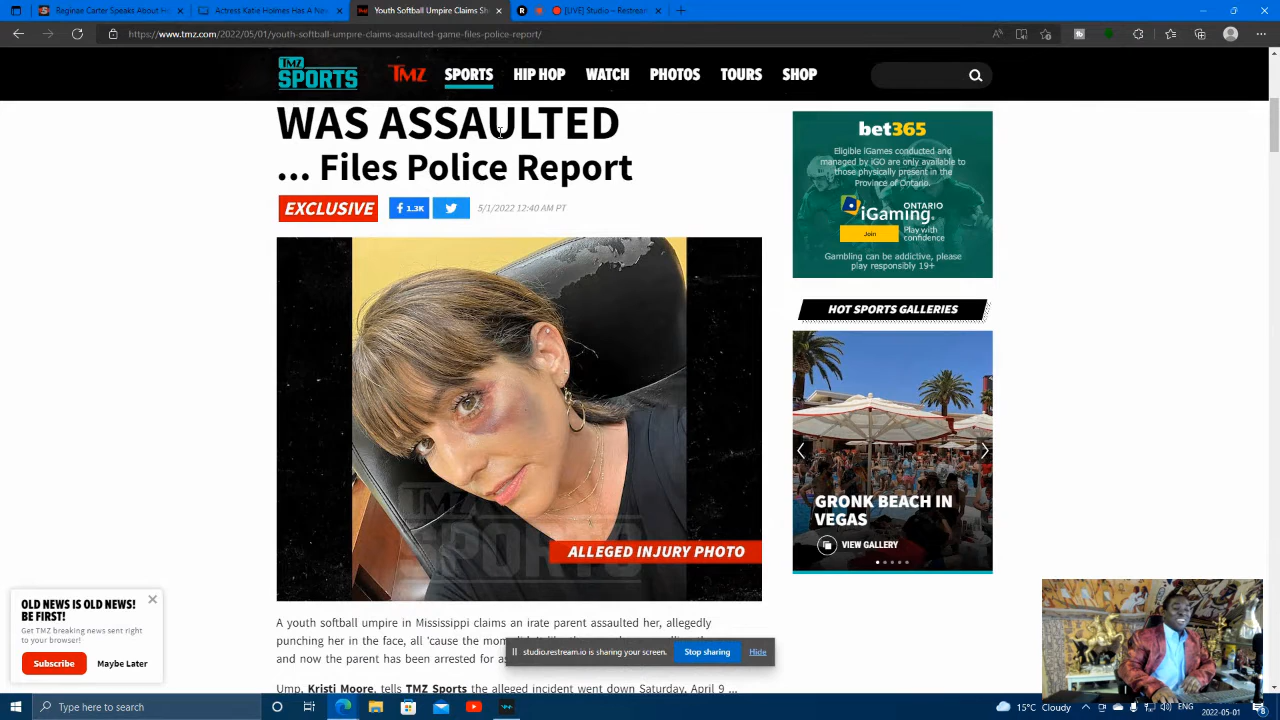 Reginae Carter Speaks About H
Actress Katie Holmes Has A New
Youth Softball Umpire Claims Sh
[LIVE] Studio – Restream
https://www.tmz.com/2022/05/01/youth-softball-umpire-claims-assaulted-game-files-police-report/
TMZ SPORTS
TMZ SPORTS HIP HOP WATCH PHOTOS TOURS SHOP
WAS ASSAULTED
... Files Police Report
EXCLUSIVE 1.3K 5/1/2022 12:40 AM PT
bet365
Eligible iGames conducted and
managed by iGO are only available to
those physically present in the
Province of Ontario.
iGaming ONTARIO
Join Play with
confidence
Gambling can be addictive, please
play responsibly 19+
HOT SPORTS GALLERIES
GRONK BEACH IN
VEGAS
VIEW GALLERY
TMZ
SPORTS
ALLEGED INJURY PHOTO
A youth softball umpire in Mississippi claims an irate parent assaulted her, allegedly
punching her in the face, all 'cause the mom
and now the parent has been arrested for
Ump, Kristi Moore, tells TMZ Sports the alleged incident went down Saturday, April 9 ...
studio.restream.io is sharing your screen. Stop sharing Hide
OLD NEWS IS OLD NEWS!
BE FIRST!
Get TMZ breaking news sent right
to your browser!
Subscribe Maybe Later
Type here to search
15°C Cloudy ENG
2022-05-01